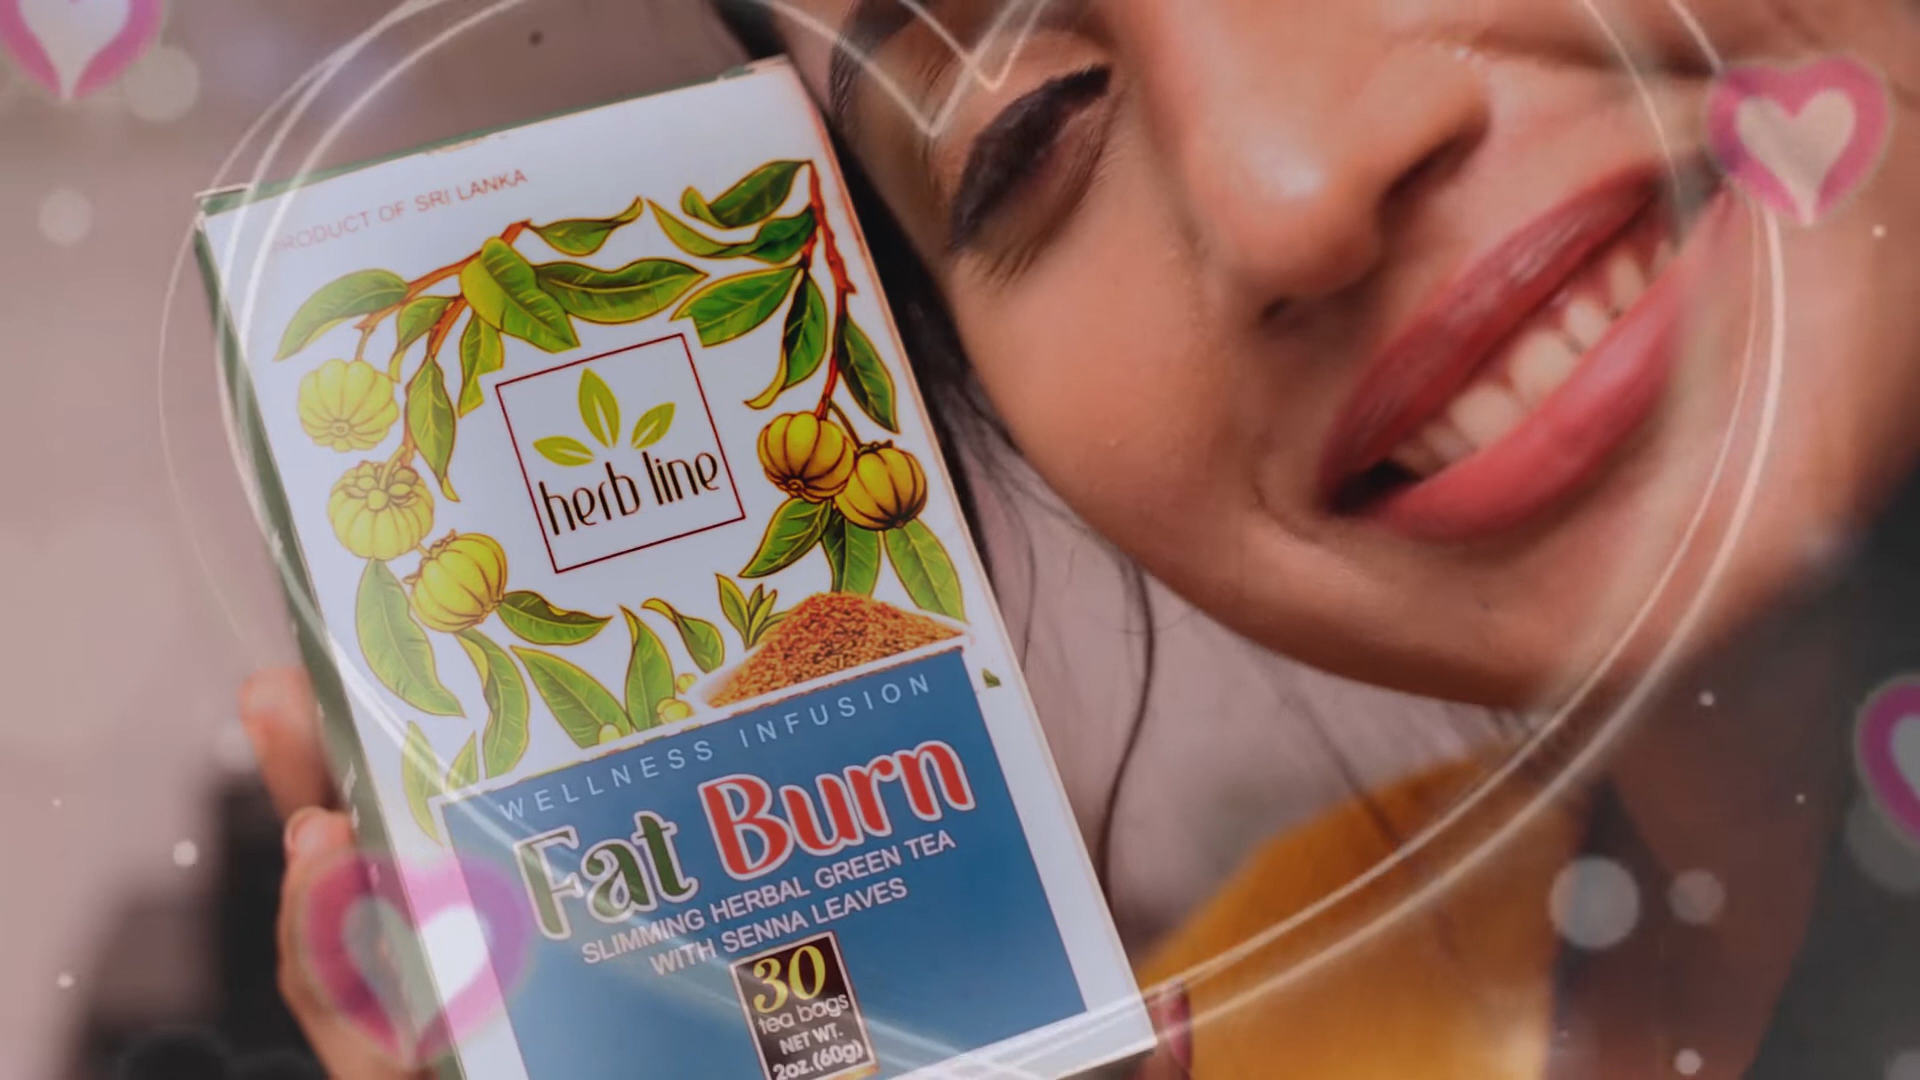 PRODUCT OF SRI LANKA
herb line
WELLNESS INFUSION
Fat Burn
SLIMMING HERBAL GREEN TEA
WITH SENNA LEAVES
30
tea bags
NET WT.
2oz.(60g)